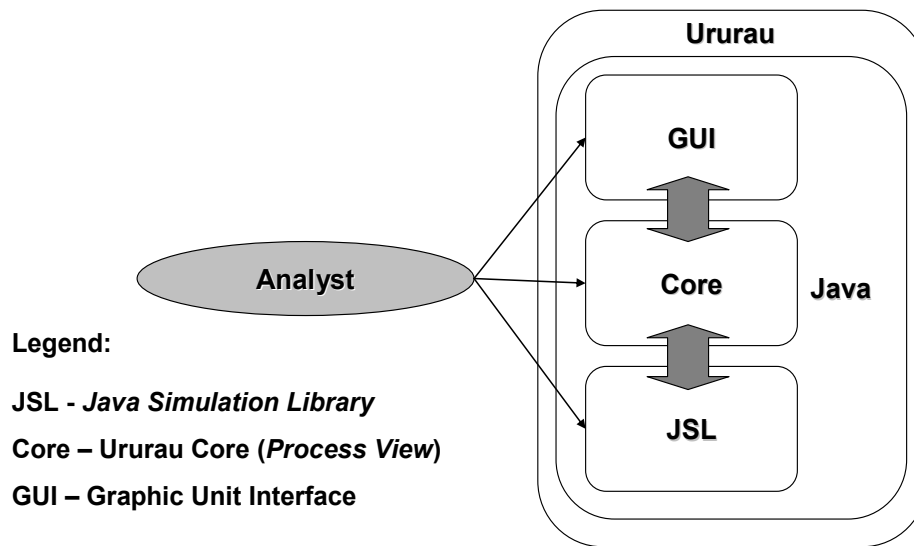 Ururau
GUI
Analyst
Core
Java
JSL
Legend:
JSL - Java Simulation Library
Core – Ururau Core (Process View)
GUI – Graphic Unit Interface